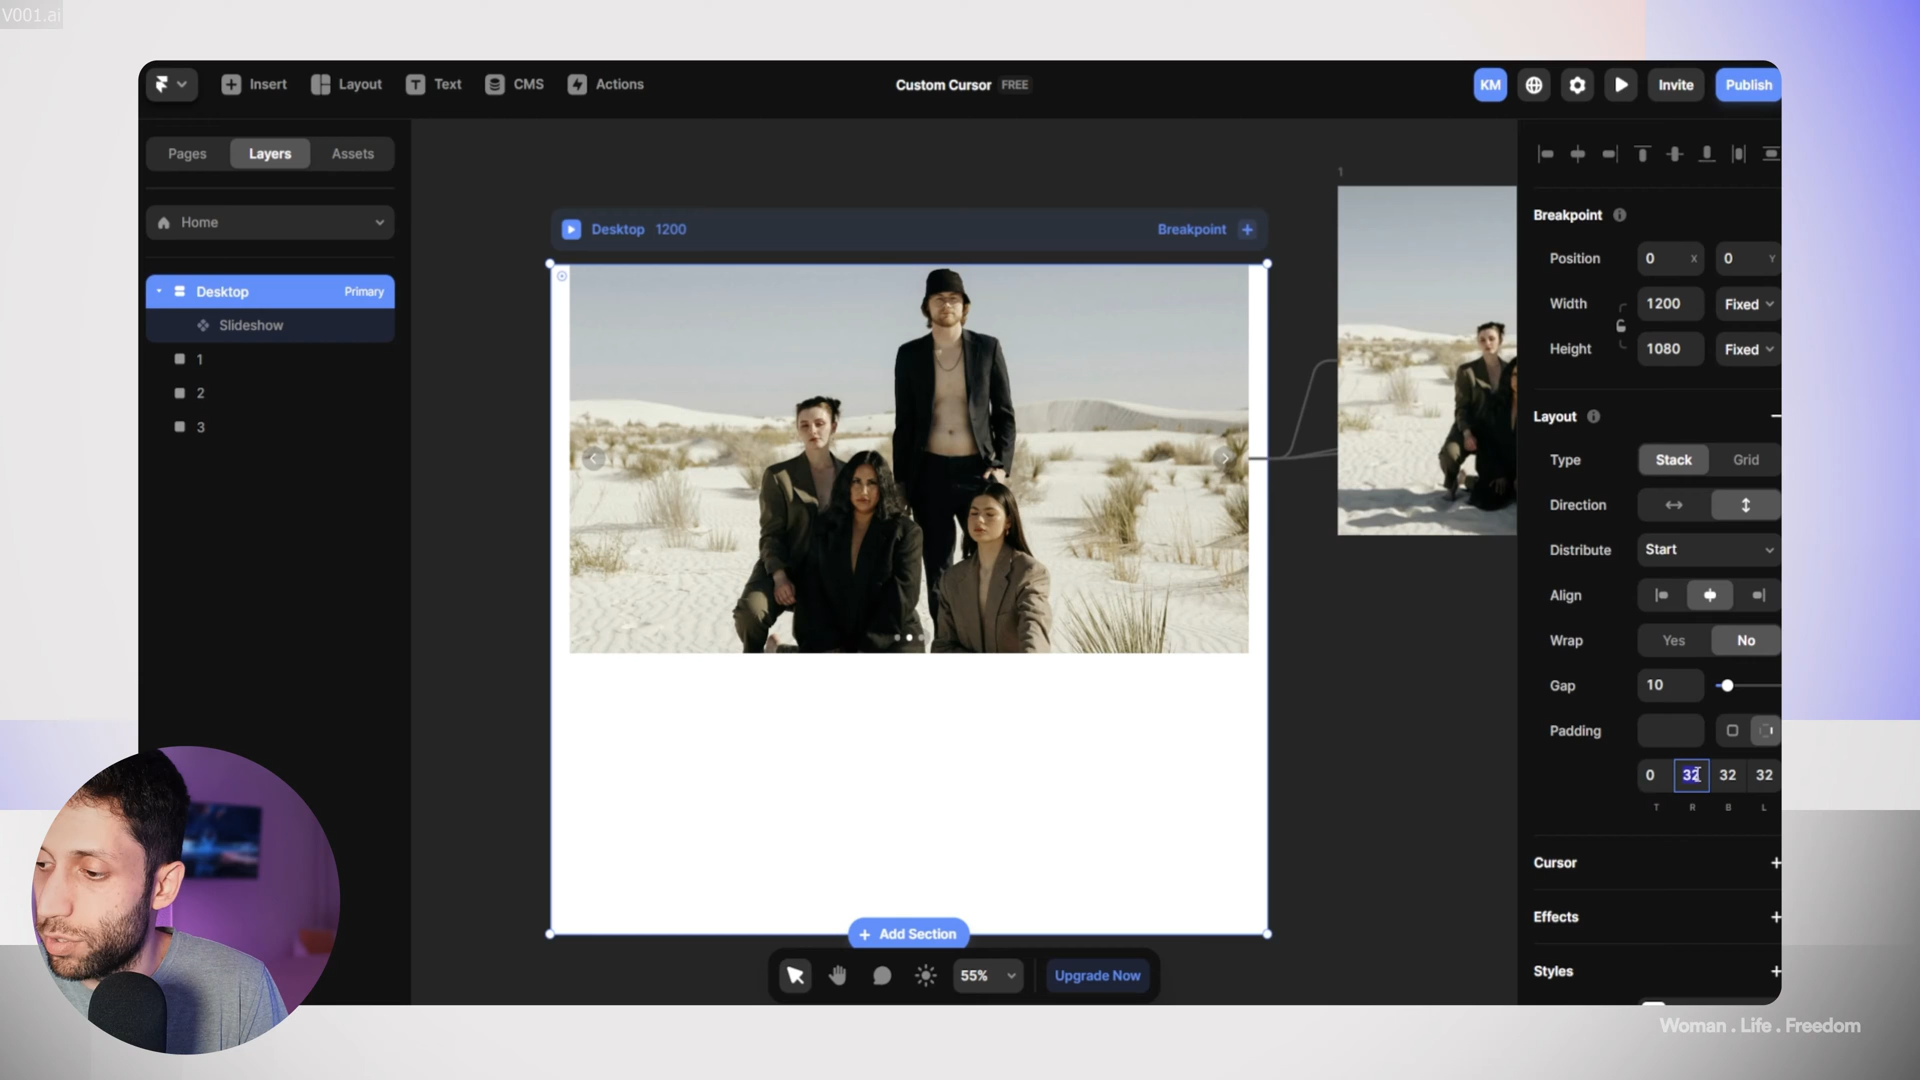 V001.ai
Insert
Layout
Text
CMS
Actions
Custom Cursor FREE
KM
Invite
Publish
Pages
Layers
Assets
Home
Desktop
Primary
Slideshow
1
2
3
Desktop 1200
Breakpoint +
1
Breakpoint
Position 0 X 0 Y
Width 1200 Fixed
Height 1080 Fixed
Layout
Type Stack Grid
Direction
Distribute Start
Align
Wrap Yes No
Gap 10
Padding
0 32 32 32
T R B L
Cursor +
Effects +
Styles +
+ Add Section
55%
Upgrade Now
Woman . Life . Freedom